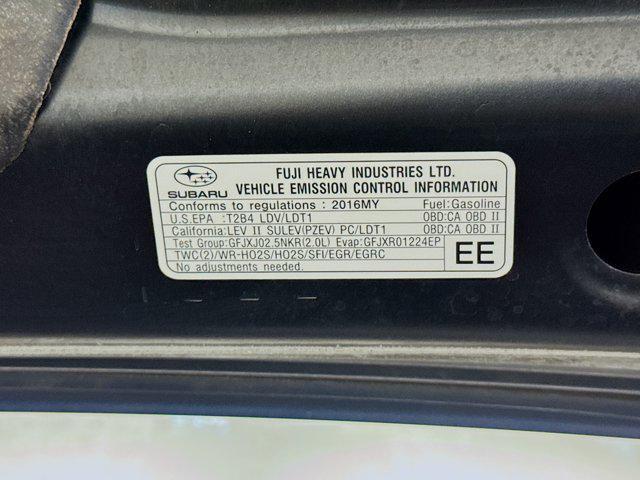 SUBARU
FUJI HEAVY INDUSTRIES LTD.
VEHICLE EMISSION CONTROL INFORMATION
Conforms to regulations : 2016MY Fuel:Gasoline
U.S.EPA :T2B4 LDV/LDT1 OBD:CA OBD II
California:LEV II SULEV(PZEV) PC/LDT1 OBD:CA OBD II
Test Group:GFJXJ02.5NKR(2.0L) Evap:GFJXR01224EP
TWC(2)/WR-HO2S/HO2S/SFI/EGR/EGRC
No adjustments needed.
EE